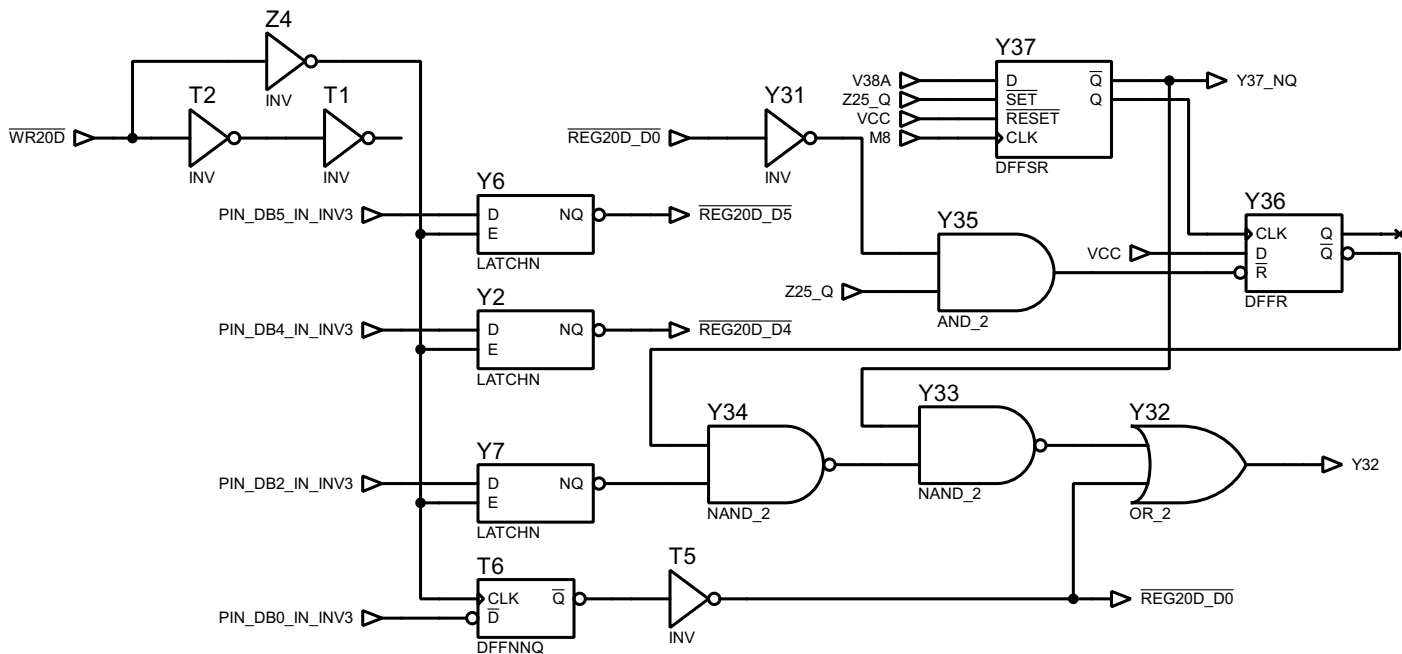 Z4
INV
T2
INV
T1
INV
WR20D
Y31
INV
REG20D_D0
Y37
V38A
Z25_Q
VCC
M8
D
SET
RESET
CLK
Q
Q
DFFSR
Y37_NQ
Y6
PIN_DB5_IN_INV3
D
E
NQ
LATCHN
REG20D_D5
Y35
Z25_Q
AND_2
Y36
VCC
CLK
D
R
Q
Q
DFFR
Y2
PIN_DB4_IN_INV3
D
E
NQ
LATCHN
REG20D_D4
Y34
NAND_2
Y33
NAND_2
Y32
OR_2
Y32
Y7
PIN_DB2_IN_INV3
D
E
NQ
LATCHN
T6
PIN_DB0_IN_INV3
CLK
D
Q
DFFNNQ
T5
INV
REG20D_D0